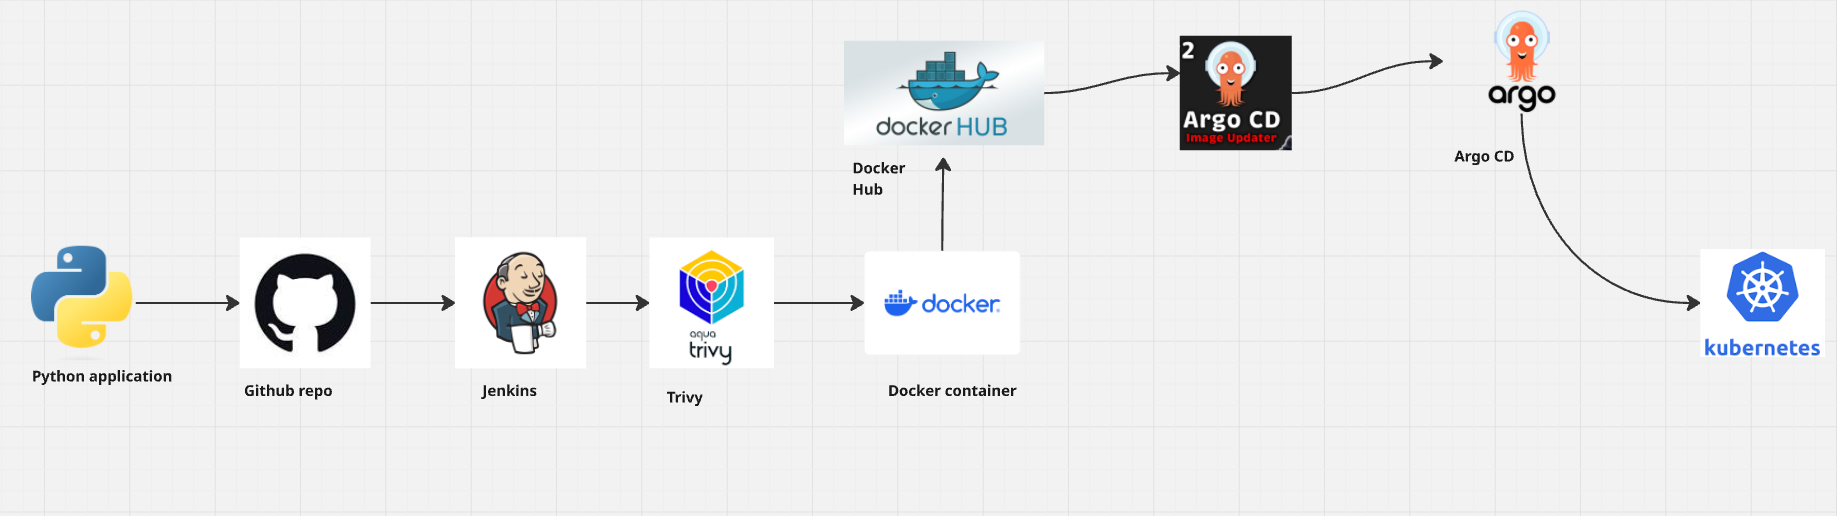 docker HUB
2
Argo CD
Image Updater
argo
Docker
Hub
Argo CD
aqua
trivy
docker.
kubernetes
Python application
Github repo
Jenkins
Trivy
Docker container